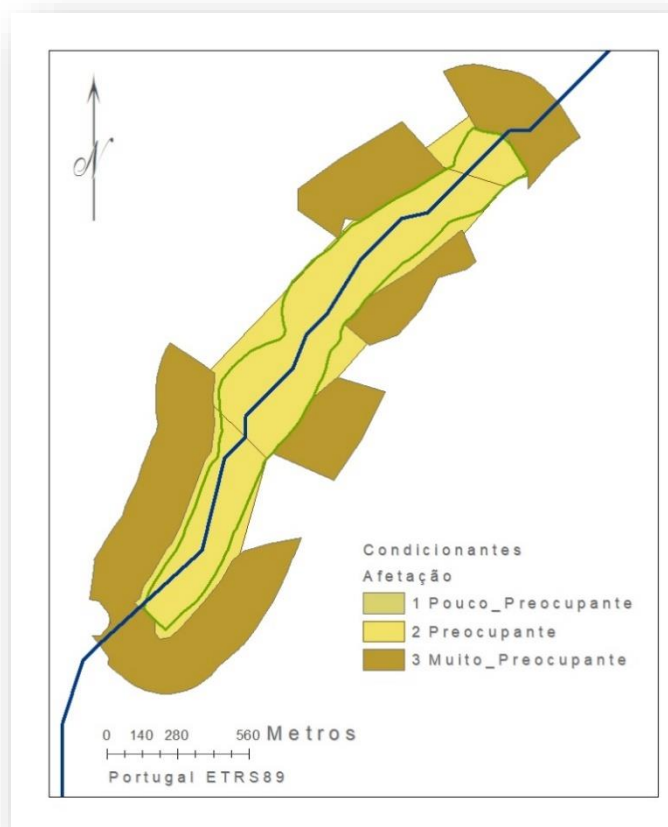 N
Condicionantes
Afetação
1 Pouco_Preocupante
2 Preocupante
3 Muito_Preocupante
0 140 280 560 Metros
Portugal ETRS89